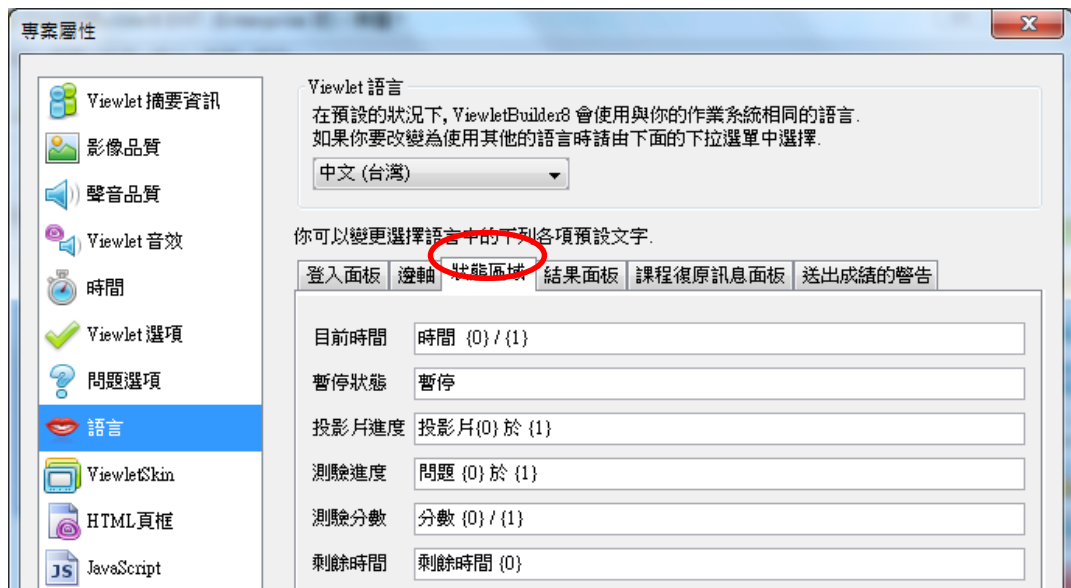 專案屬性
Viewlet 摘要資訊
影像品質
聲音品質
Viewlet 音效
時間
Viewlet 選項
問題選項
語言
ViewletSkin
HTML頁框
JS JavaScript
Viewlet 語言
在預設的狀況下, ViewletBuilder8 會使用與你的作業系統相同的語言.
如果你要改變為使用其他的語言時請由下面的下拉選單中選擇.
中文 (台灣)
你可以變更選擇語言中的下列各項預設文字.
登入面板 邊軸 狀態區域 結果面板 課程復原訊息面板 送出成績的警告
目前時間 時間 {0} / {1}
暫停狀態 暫停
投影片進度 投影片{0} 於 {1}
測驗進度 問題 {0} 於 {1}
測驗分數 分數 {0} / {1}
剩餘時間 剩餘時間 {0}